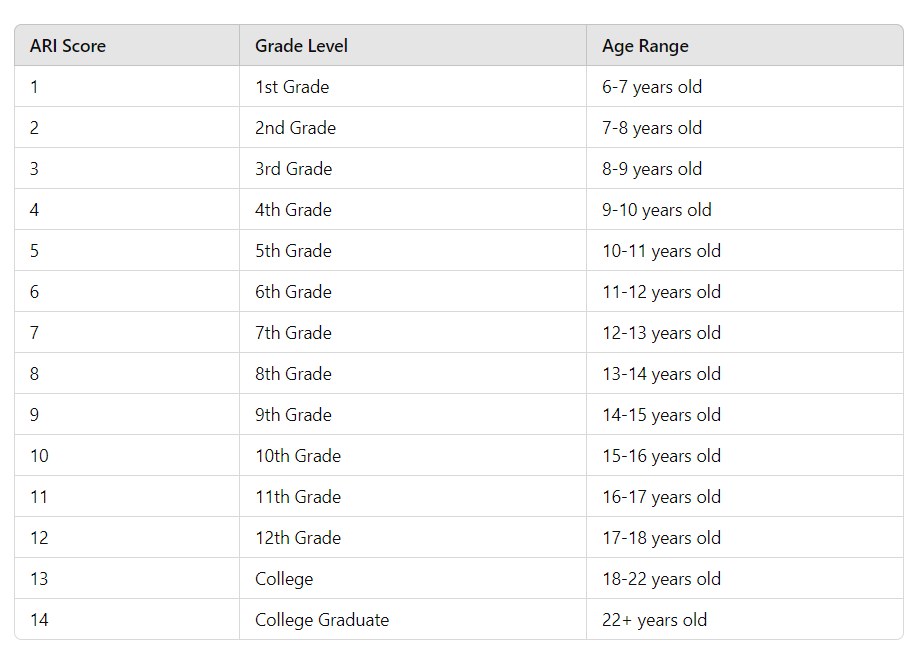 ARI Score Grade Level Age Range
1 1st Grade 6-7 years old
2 2nd Grade 7-8 years old
3 3rd Grade 8-9 years old
4 4th Grade 9-10 years old
5 5th Grade 10-11 years old
6 6th Grade 11-12 years old
7 7th Grade 12-13 years old
8 8th Grade 13-14 years old
9 9th Grade 14-15 years old
10 10th Grade 15-16 years old
11 11th Grade 16-17 years old
12 12th Grade 17-18 years old
13 College 18-22 years old
14 College Graduate 22+ years old